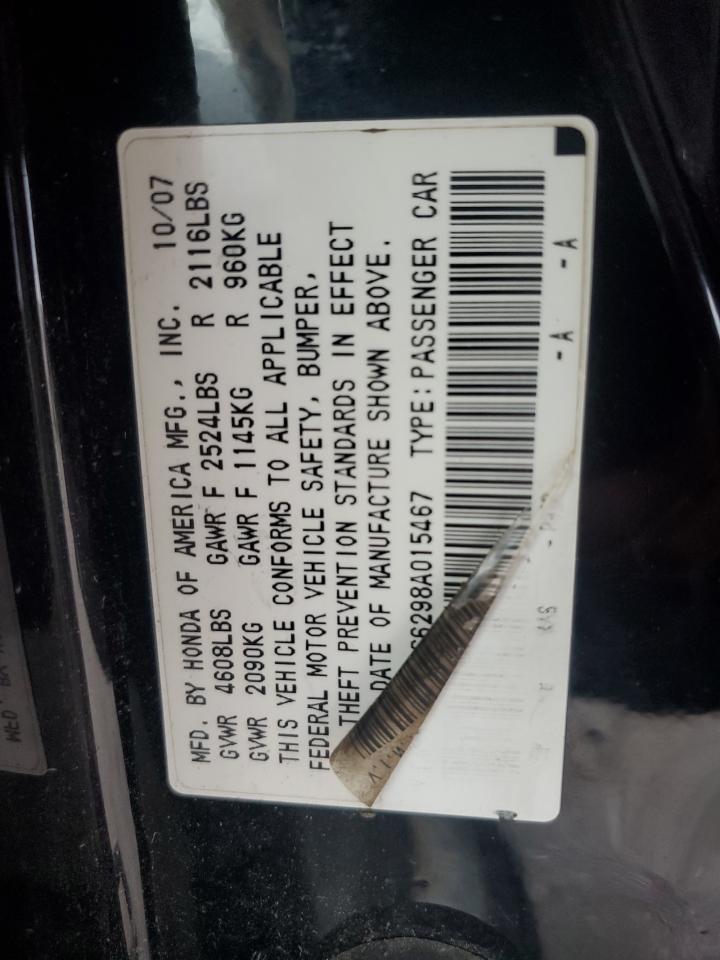 MFD. BY HONDA OF AMERICA MFG., INC. 10/07
GVWR 4608LBS GAWR F 2524LBS R 2116LBS
GVWR 2090KG GAWR F 1145KG R 960KG
THIS VEHICLE CONFORMS TO ALL APPLICABLE
FEDERAL MOTOR VEHICLE SAFETY, BUMPER,
THEFT PREVENTION STANDARDS IN EFFECT
DATE OF MANUFACTURE SHOWN ABOVE.
G6298A015467 TYPE: PASSENGER CAR
-A -A